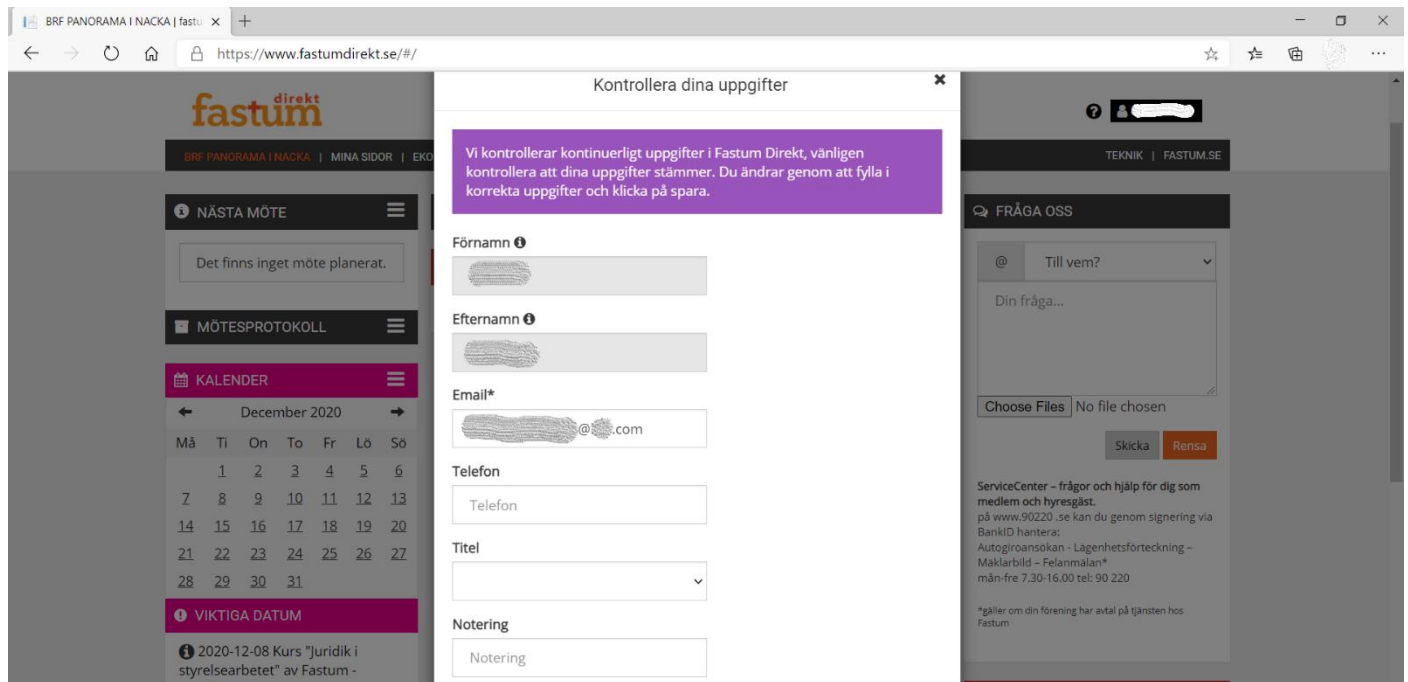 BRF PANORAMA I NACKA | fastu
https://www.fastumdirekt.se/#/
fastum direkt
BRF PANORAMA I NACKA | MINA SIDOR | EKO
TEKNIK | FASTUM.SE
NÄSTA MÖTE
Det finns inget möte planerat.
MÖTESPROTOKOLL
KALENDER
December 2020
Må Ti On To Fr Lö Sö
1 2 3 4 5 6
7 8 9 10 11 12 13
14 15 16 17 18 19 20
21 22 23 24 25 26 27
28 29 30 31
VIKTIGA DATUM
2020-12-08 Kurs "Juridik i
styrelsearbetet" av Fastum -
Kontrollera dina uppgifter
Vi kontrollerar kontinuerligt uppgifter i Fastum Direkt, vänligen
kontrollera att dina uppgifter stämmer. Du ändrar genom att fylla i
korrekta uppgifter och klicka på spara.
Förnamn
Efternamn
Email*
@ .com
Telefon
Telefon
Titel
Notering
Notering
FRÅGA OSS
@ Till vem?
Din fråga...
Choose Files No file chosen
Skicka Rensa
ServiceCenter – frågor och hjälp för dig som
medlem och hyresgäst.
på www.90220 .se kan du genom signering via
BankID hantera:
Autogiroansökan - Lägenhetsförteckning –
Mäklarbild – Felanmälan*
mån-fre 7.30-16.00 tel: 90 220
*gäller om din förening har avtal på tjänsten hos
Fastum